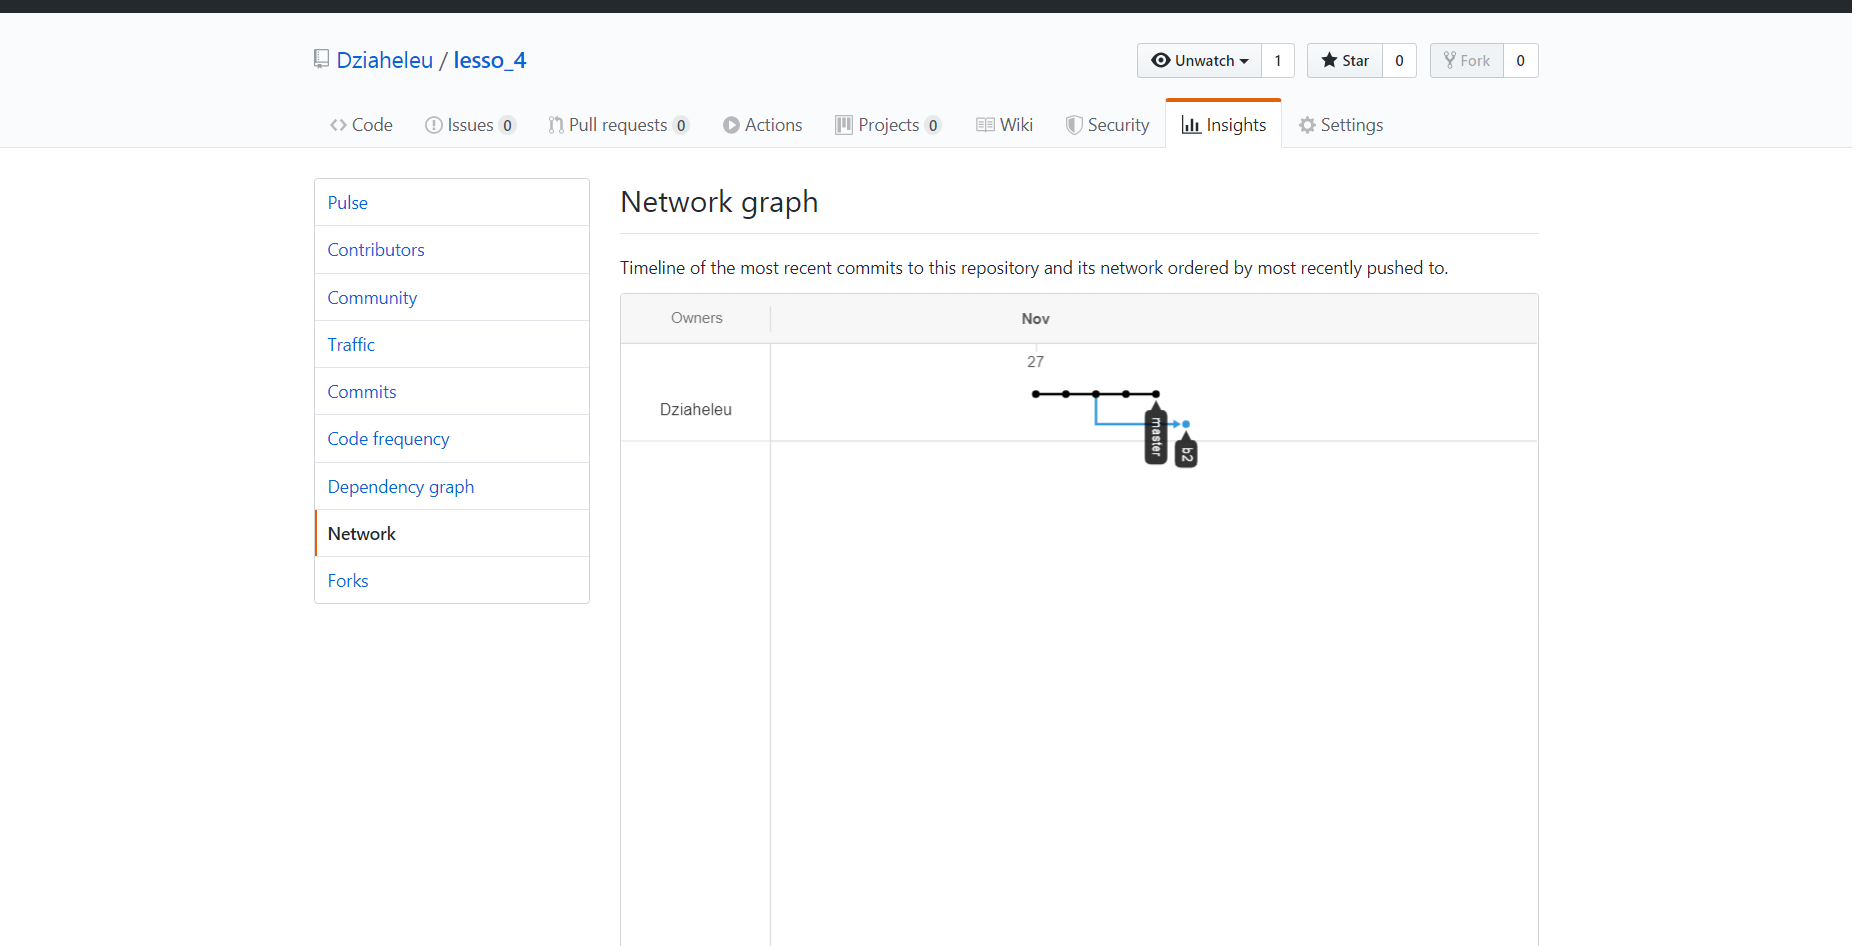 Dziaheleu / lesso_4
Unwatch 1 Star 0 Fork 0
Code Issues 0 Pull requests 0 Actions Projects 0 Wiki Security Insights Settings
Pulse
Contributors
Community
Traffic
Commits
Code frequency
Dependency graph
Network
Forks
Network graph
Timeline of the most recent commits to this repository and its network ordered by most recently pushed to.
Owners Nov
27
Dziaheleu
master
b2